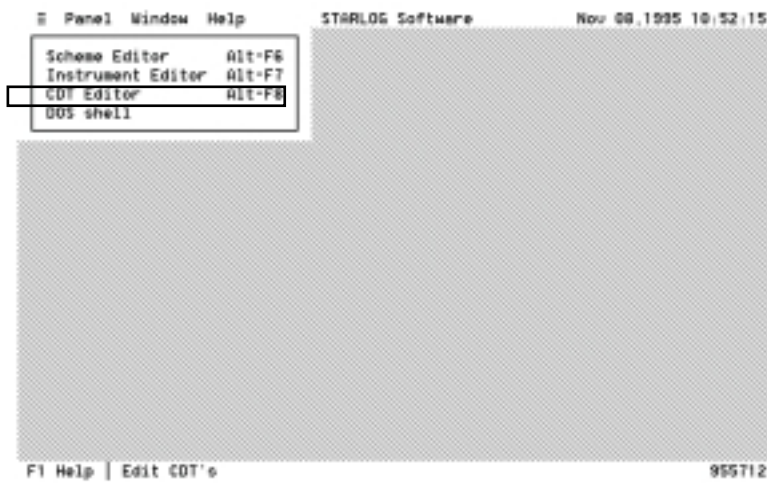 ≡ Panel Window Help STARLOG Software Nov 08,1995 10:52:15
Scheme Editor Alt-F6
Instrument Editor Alt-F7
CDT Editor Alt-F8
DOS shell
F1 Help | Edit CDT's 955712